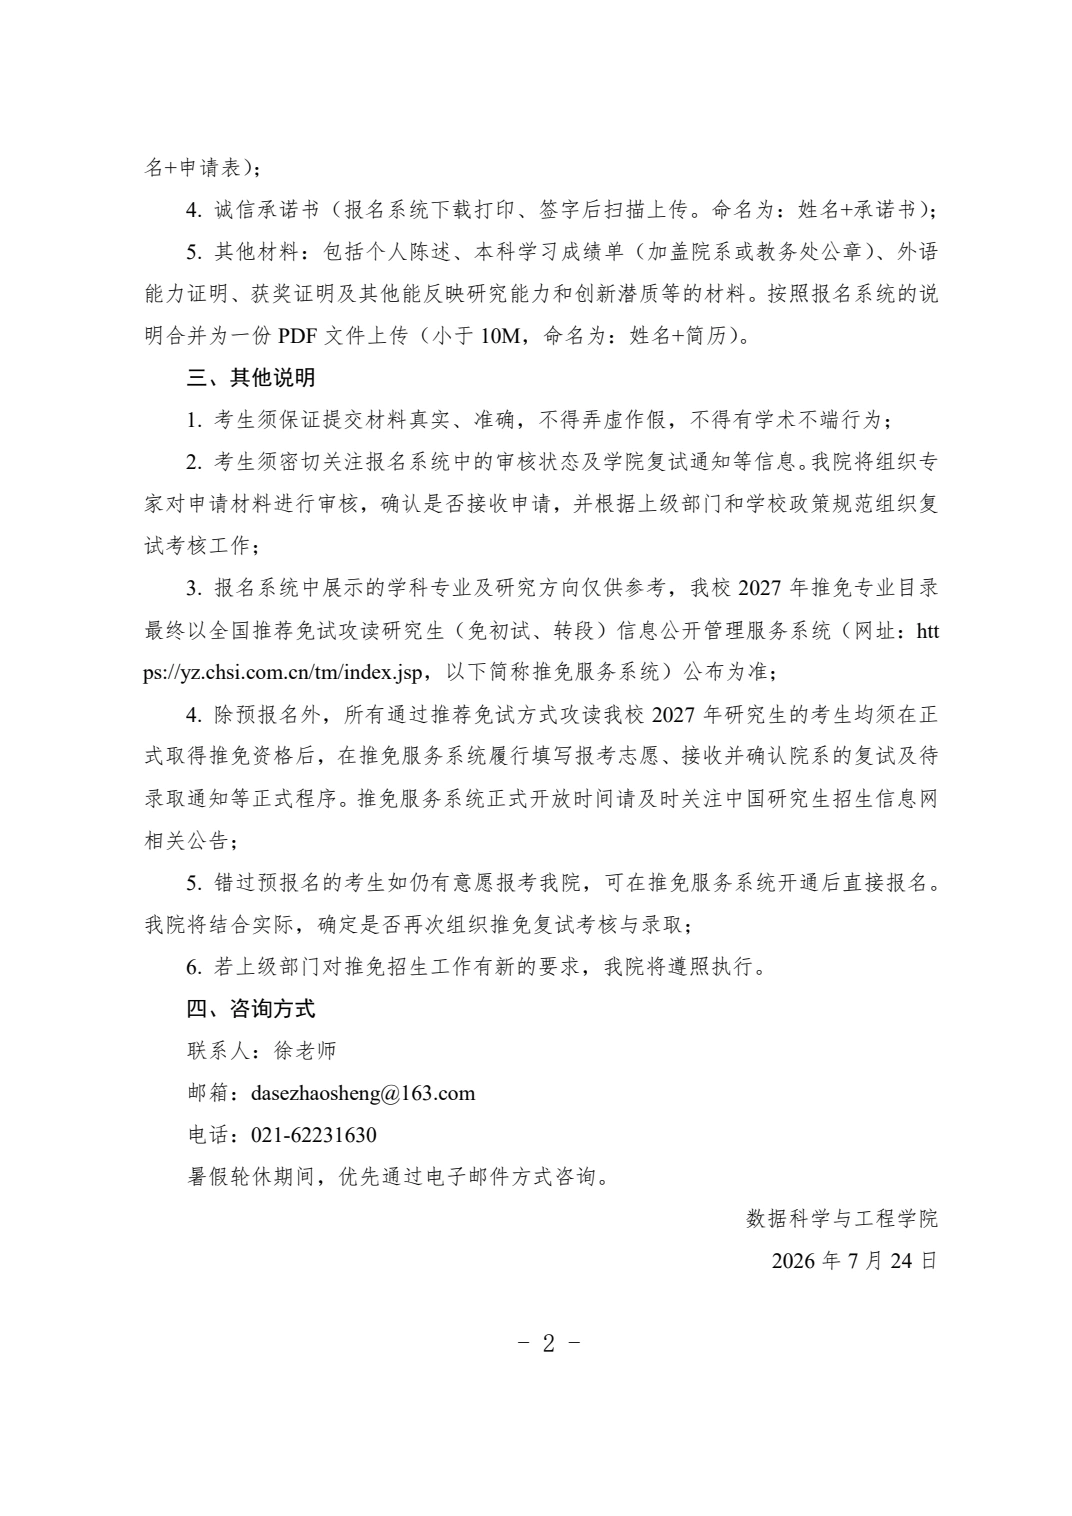 名+申请表）；
4. 诚信承诺书（报名系统下载打印、签字后扫描上传。命名为：姓名+承诺书）；
5. 其他材料：包括个人陈述、本科学习成绩单（加盖院系或教务处公章）、外语
能力证明、获奖证明及其他能反映研究能力和创新潜质等的材料。按照报名系统的说
明合并为一份 PDF 文件上传（小于 10M，命名为：姓名+简历）。
三、其他说明
1. 考生须保证提交材料真实、准确，不得弄虚作假，不得有学术不端行为；
2. 考生须密切关注报名系统中的审核状态及学院复试通知等信息。我院将组织专
家对申请材料进行审核，确认是否接收申请，并根据上级部门和学校政策规范组织复
试考核工作；
3. 报名系统中展示的学科专业及研究方向仅供参考，我校 2027 年推免专业目录
最终以全国推荐免试攻读研究生（免初试、转段）信息公开管理服务系统（网址：htt
ps://yz.chsi.com.cn/tm/index.jsp，以下简称推免服务系统）公布为准；
4. 除预报名外，所有通过推荐免试方式攻读我校 2027 年研究生的考生均须在正
式取得推免资格后，在推免服务系统履行填写报考志愿、接收并确认院系的复试及待
录取通知等正式程序。推免服务系统正式开放时间请及时关注中国研究生招生信息网
相关公告；
5. 错过预报名的考生如仍有意愿报考我院，可在推免服务系统开通后直接报名。
我院将结合实际，确定是否再次组织推免复试考核与录取；
6. 若上级部门对推免招生工作有新的要求，我院将遵照执行。
四、咨询方式
联系人：徐老师
邮箱：dasezhaosheng@163.com
电话：021-62231630
暑假轮休期间，优先通过电子邮件方式咨询。
数据科学与工程学院
2026 年 7 月 24 日
- 2 -